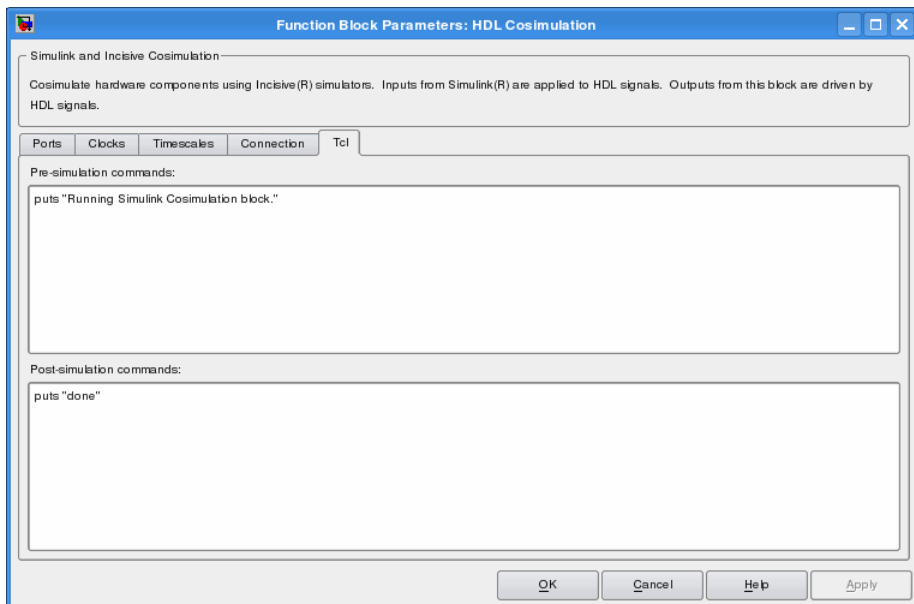 Function Block Parameters: HDL Cosimulation
Simulink and Incisive Cosimulation
Cosimulate hardware components using Incisive(R) simulators. Inputs from Simulink(R) are applied to HDL signals. Outputs from this block are driven by
HDL signals.
Ports Clocks Timescales Connection Tcl
Pre-simulation commands:
puts "Running Simulink Cosimulation block."
Post-simulation commands:
puts "done"
OK Cancel Help Apply